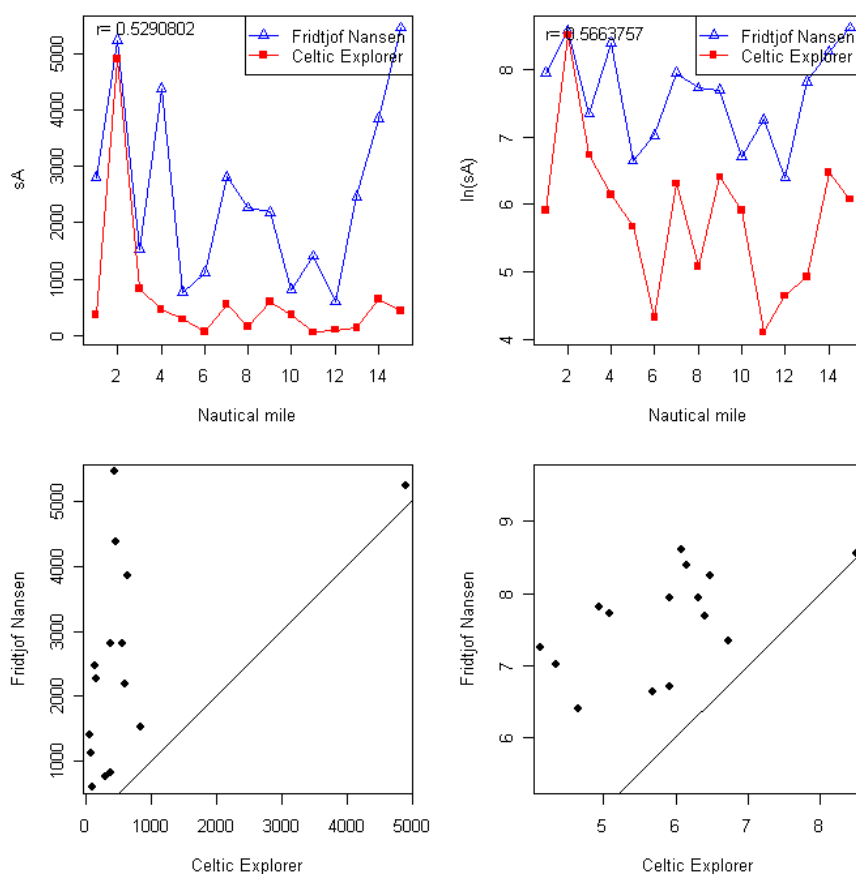 r= 0.5290802
Fridtjof Nansen
Celtic Explorer
sA
5000
4000
3000
2000
1000
0
2 4 6 8 10 12 14
Nautical mile
r= 0.5663757
Fridtjof Nansen
Celtic Explorer
ln(sA)
8
7
6
5
4
2 4 6 8 10 12 14
Nautical mile
Fridtjof Nansen
5000
4000
3000
2000
1000
0 1000 2000 3000 4000 5000
Celtic Explorer
Fridtjof Nansen
9
8
7
6
5 6 7 8
Celtic Explorer